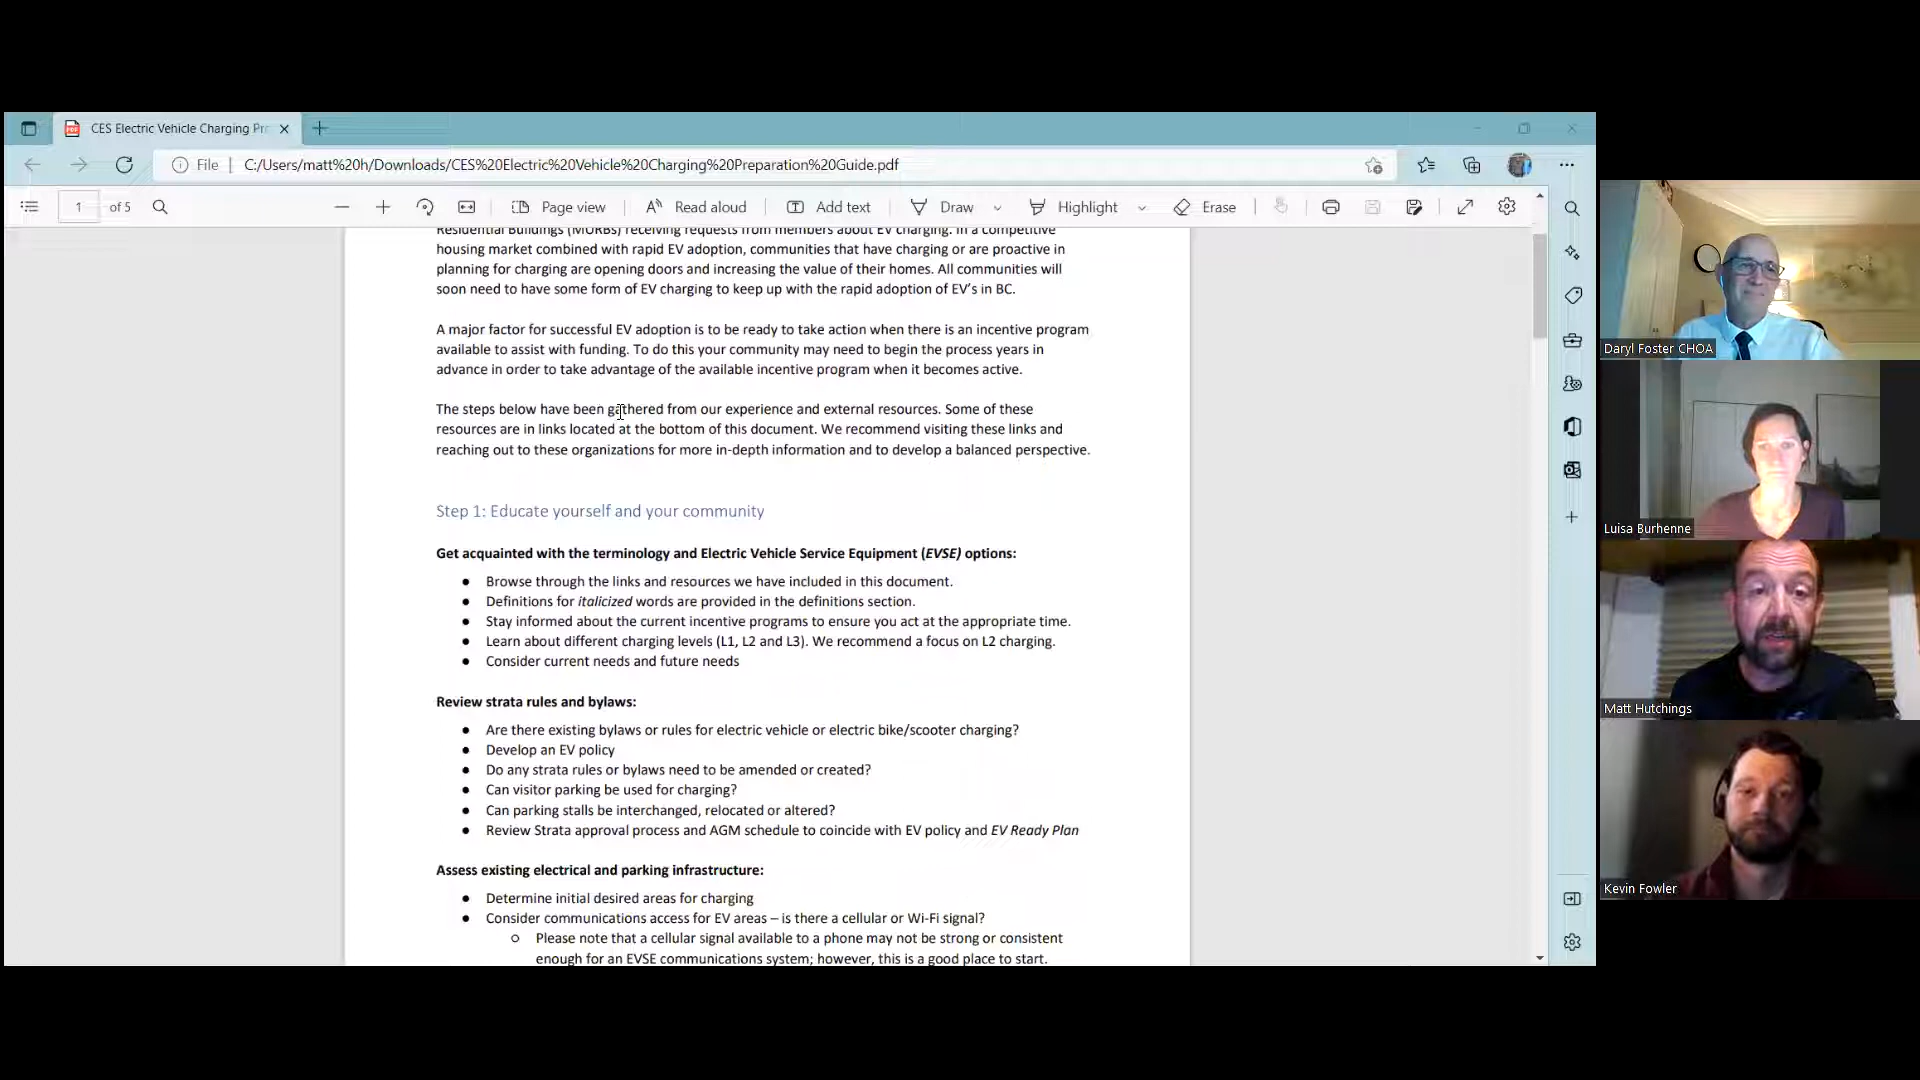 CES Electric Vehicle Charging Pr
File
C:/Users/matt%20h/Downloads/CES%20Electric%20Vehicle%20Charging%20Preparation%20Guide.pdf
1 of 5
Page view
Read aloud
Add text
Draw
Highlight
Erase
Residential Buildings (MURBs) receiving requests from members about EV charging. In a competitive
housing market combined with rapid EV adoption, communities that have charging or are proactive in
planning for charging are opening doors and increasing the value of their homes. All communities will
soon need to have some form of EV charging to keep up with the rapid adoption of EV's in BC.
A major factor for successful EV adoption is to be ready to take action when there is an incentive program
available to assist with funding. To do this your community may need to begin the process years in
advance in order to take advantage of the available incentive program when it becomes active.
The steps below have been gathered from our experience and external resources. Some of these
resources are in links located at the bottom of this document. We recommend visiting these links and
reaching out to these organizations for more in-depth information and to develop a balanced perspective.
Step 1: Educate yourself and your community
Get acquainted with the terminology and Electric Vehicle Service Equipment (EVSE) options:
● Browse through the links and resources we have included in this document.
● Definitions for italicized words are provided in the definitions section.
● Stay informed about the current incentive programs to ensure you act at the appropriate time.
● Learn about different charging levels (L1, L2 and L3). We recommend a focus on L2 charging.
● Consider current needs and future needs
Review strata rules and bylaws:
● Are there existing bylaws or rules for electric vehicle or electric bike/scooter charging?
● Develop an EV policy
● Do any strata rules or bylaws need to be amended or created?
● Can visitor parking be used for charging?
● Can parking stalls be interchanged, relocated or altered?
● Review Strata approval process and AGM schedule to coincide with EV policy and EV Ready Plan
Assess existing electrical and parking infrastructure:
● Determine initial desired areas for charging
● Consider communications access for EV areas – is there a cellular or Wi-Fi signal?
○ Please note that a cellular signal available to a phone may not be strong or consistent
enough for an EVSE communications system; however, this is a good place to start.
Daryl Foster CHOA
Luisa Burhenne
Matt Hutchings
Kevin Fowler